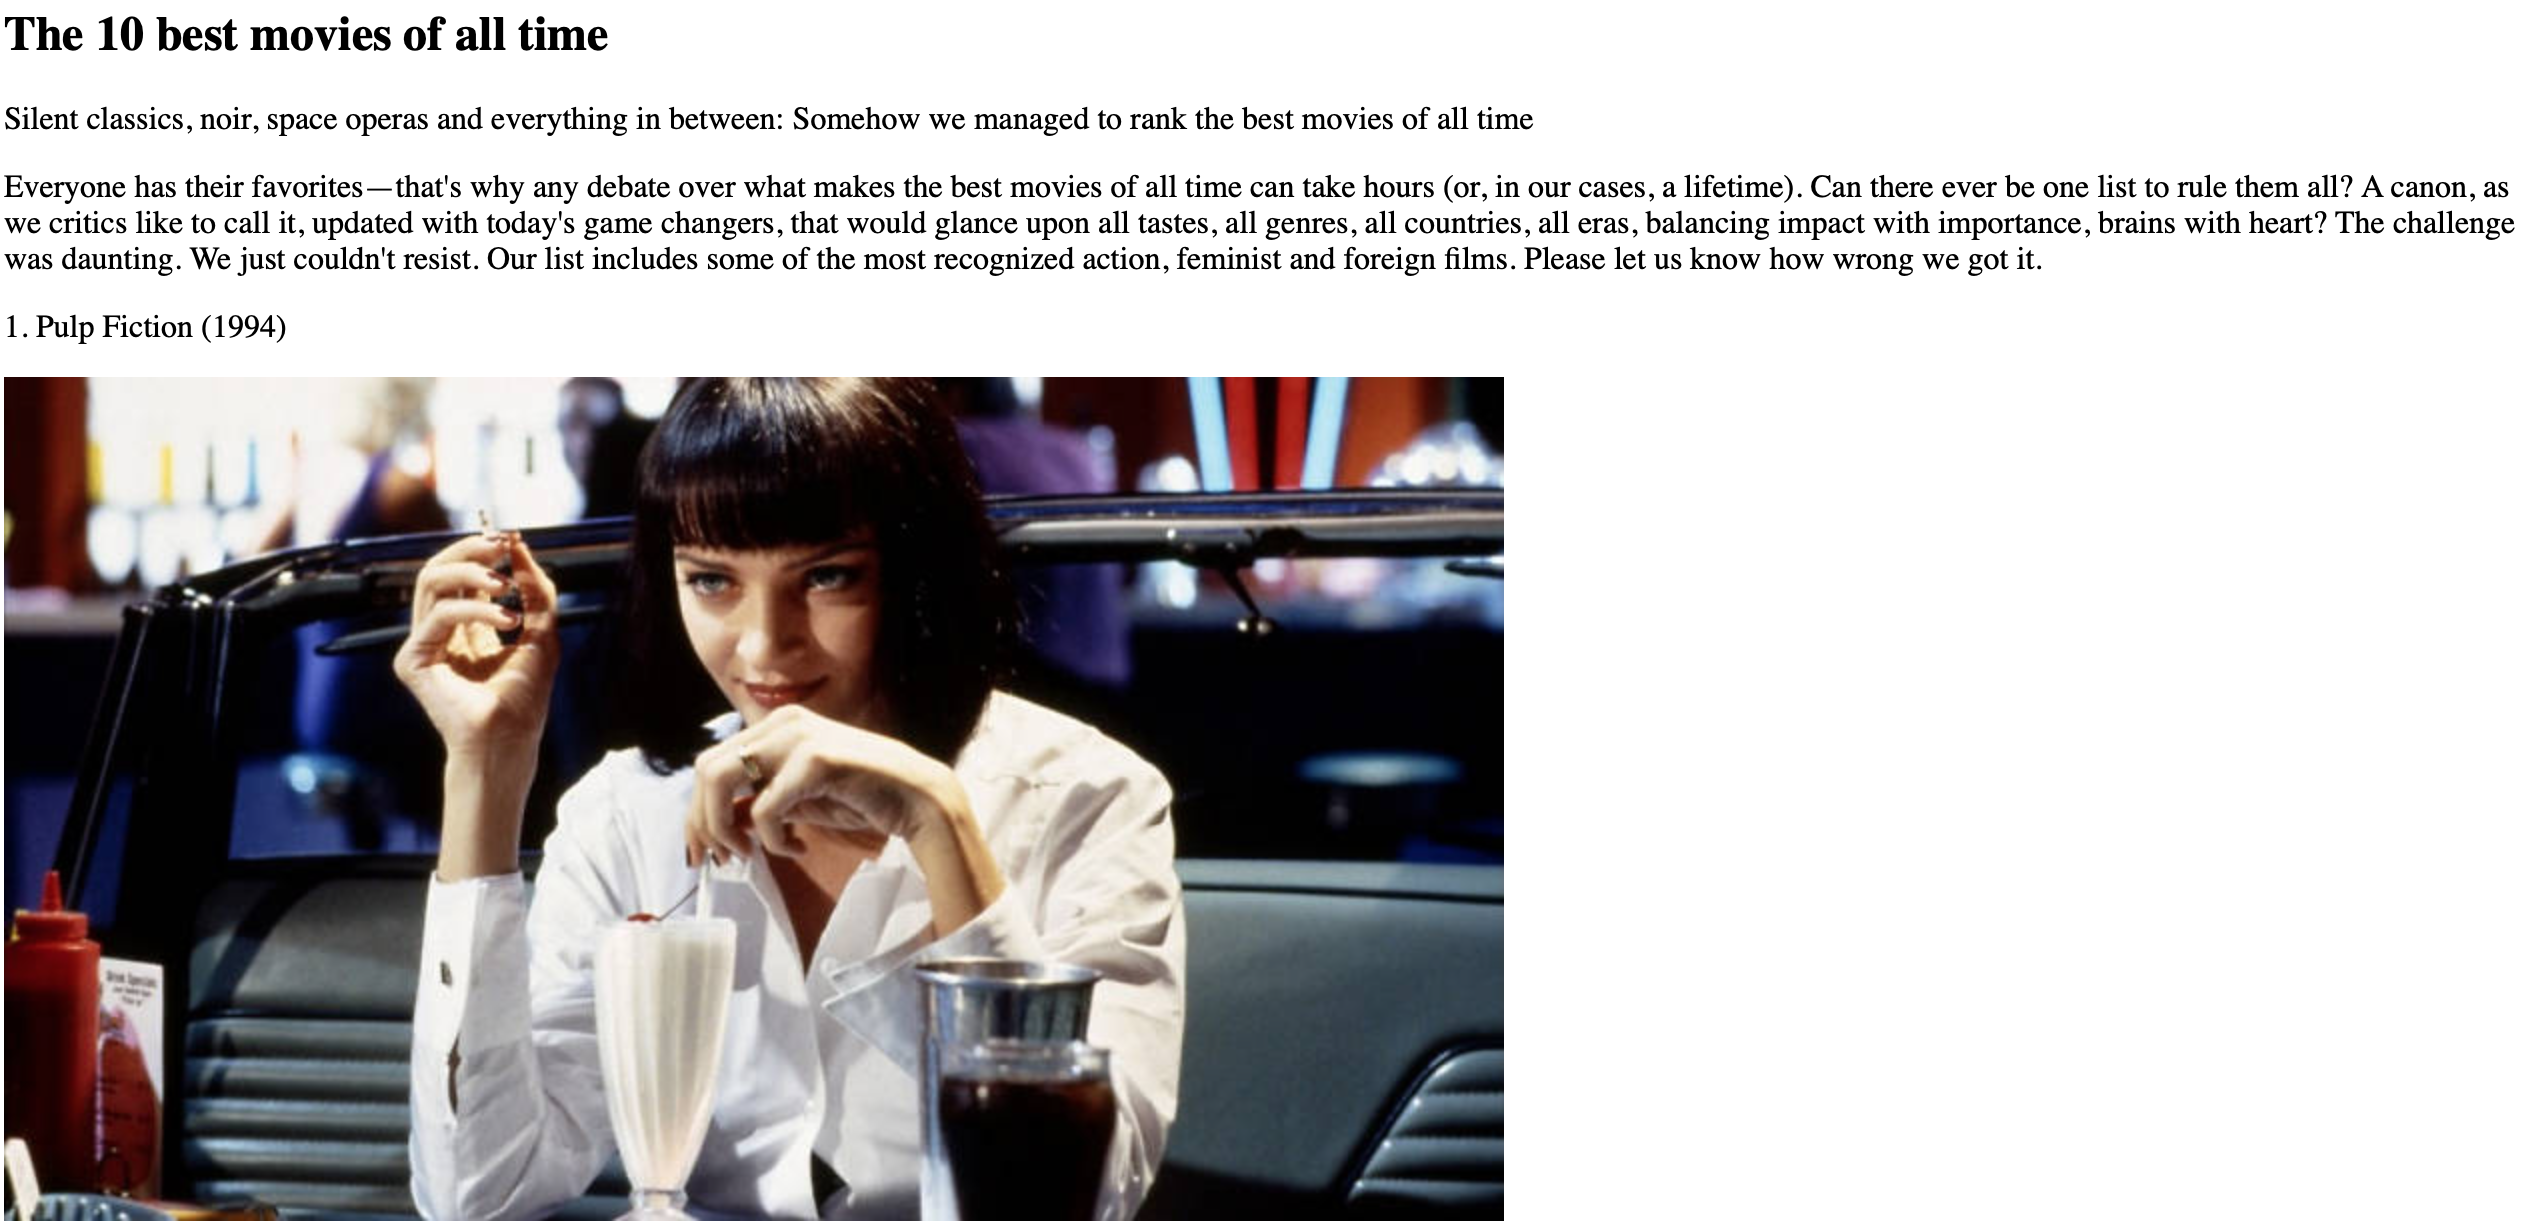 The 10 best movies of all time
Silent classics, noir, space operas and everything in between: Somehow we managed to rank the best movies of all time
Everyone has their favorites—that's why any debate over what makes the best movies of all time can take hours (or, in our cases, a lifetime). Can there ever be one list to rule them all? A canon, as
we critics like to call it, updated with today's game changers, that would glance upon all tastes, all genres, all countries, all eras, balancing impact with importance, brains with heart? The challenge
was daunting. We just couldn't resist. Our list includes some of the most recognized action, feminist and foreign films. Please let us know how wrong we got it.
1. Pulp Fiction (1994)